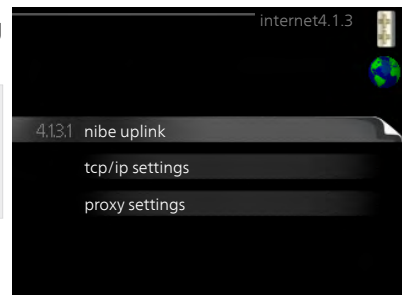 internet4.1.3
4.1.3.1 nibe uplink
tcp/ip settings
proxy settings